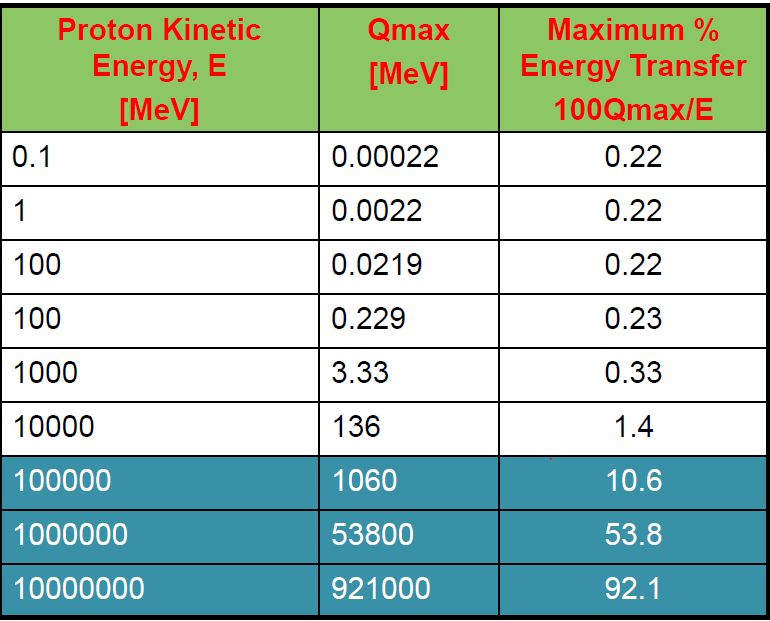 Proton Kinetic Energy, E [MeV] | Qmax [MeV] | Maximum % Energy Transfer 100Qmax/E
0.1 | 0.00022 | 0.22
1 | 0.0022 | 0.22
100 | 0.0219 | 0.22
100 | 0.229 | 0.23
1000 | 3.33 | 0.33
10000 | 136 | 1.4
100000 | 1060 | 10.6
1000000 | 53800 | 53.8
10000000 | 921000 | 92.1